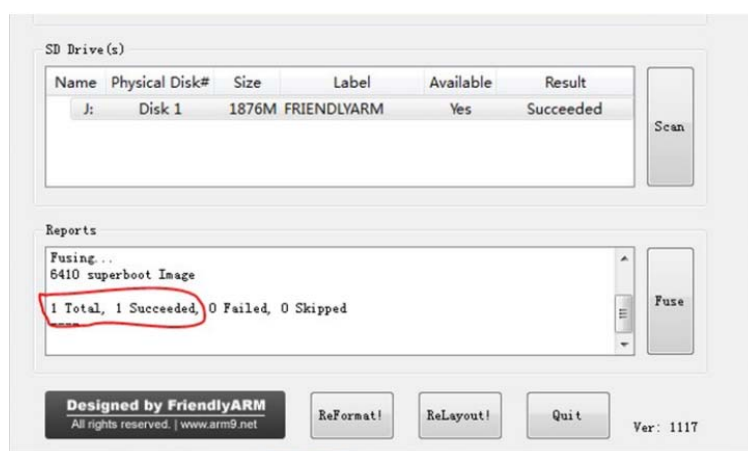 SD Drive(s)
Name Physical Disk# Size Label Available Result
J: Disk 1 1876M FRIENDLYARM Yes Succeeded
Scan
Reports
Fusing...
6410 superboot Image
1 Total, 1 Succeeded, 0 Failed, 0 Skipped
====
Fuse
Designed by FriendlyARM
All rights reserved. | www.arm9.net
ReFormat!
ReLayout!
Quit
Ver: 1117